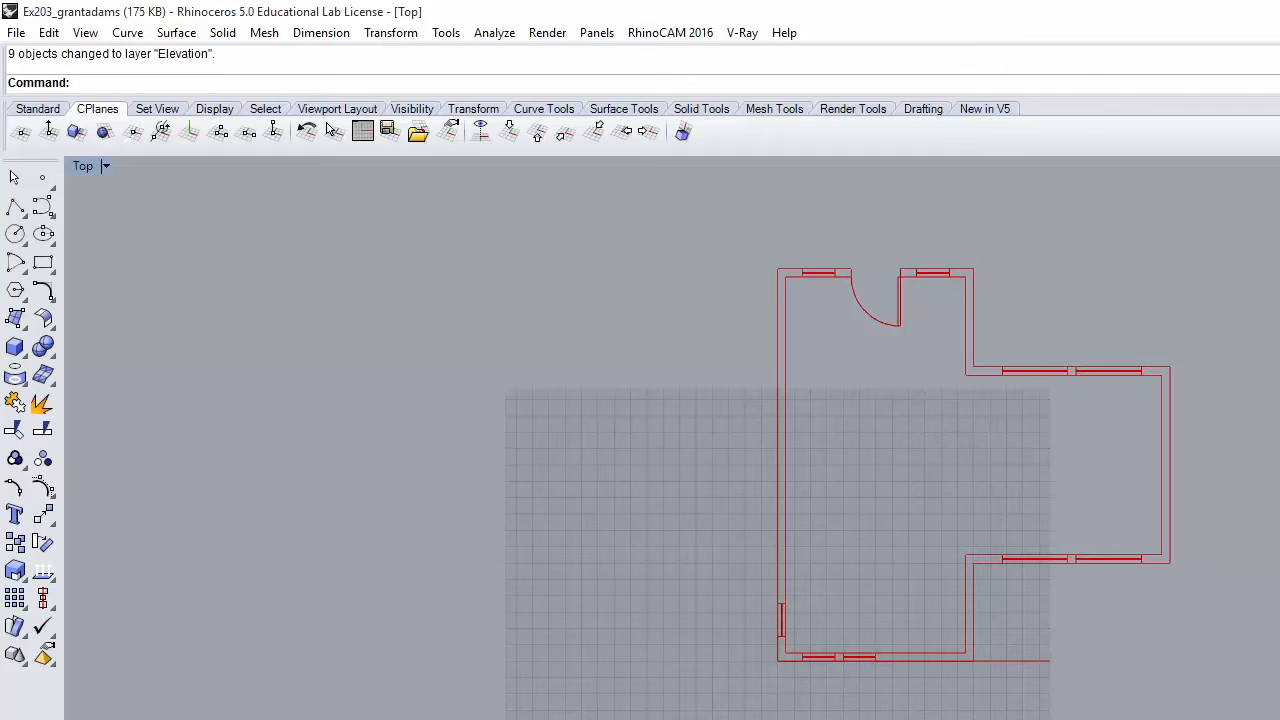 Ex203_grantadams (175 KB) - Rhinoceros 5.0 Educational Lab License - [Top]
File Edit View Curve Surface Solid Mesh Dimension Transform Tools Analyze Render Panels RhinoCAM 2016 V-Ray Help
9 objects changed to layer "Elevation".
Command:
Standard CPlanes Set View Display Select Viewport Layout Visibility Transform Curve Tools Surface Tools Solid Tools Mesh Tools Render Tools Drafting New in V5
Top